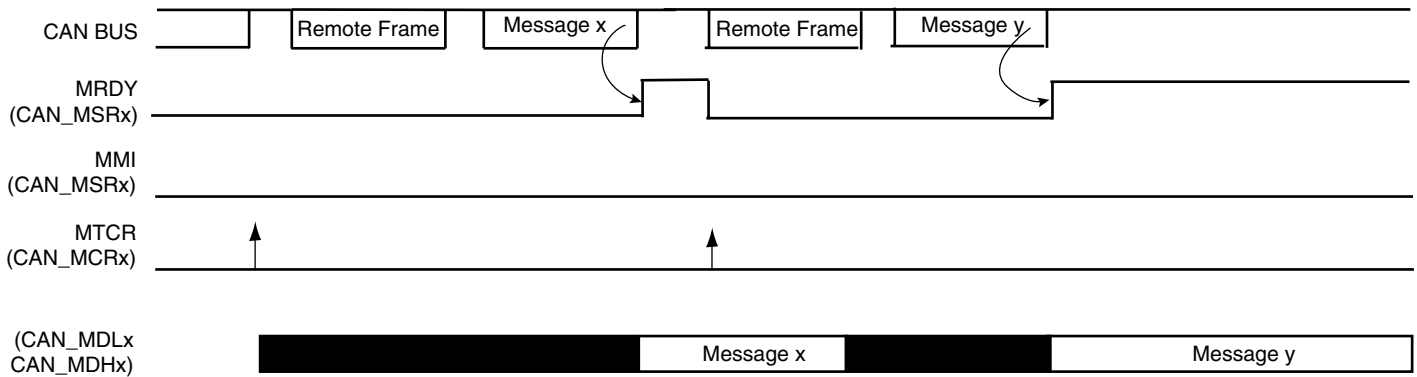 CAN BUS
Remote Frame
Message x
Remote Frame
Message y
MRDY
(CAN_MSRx)
MMI
(CAN_MSRx)
MTCR
(CAN_MCRx)
(CAN_MDLx
CAN_MDHx)
Message x
Message y